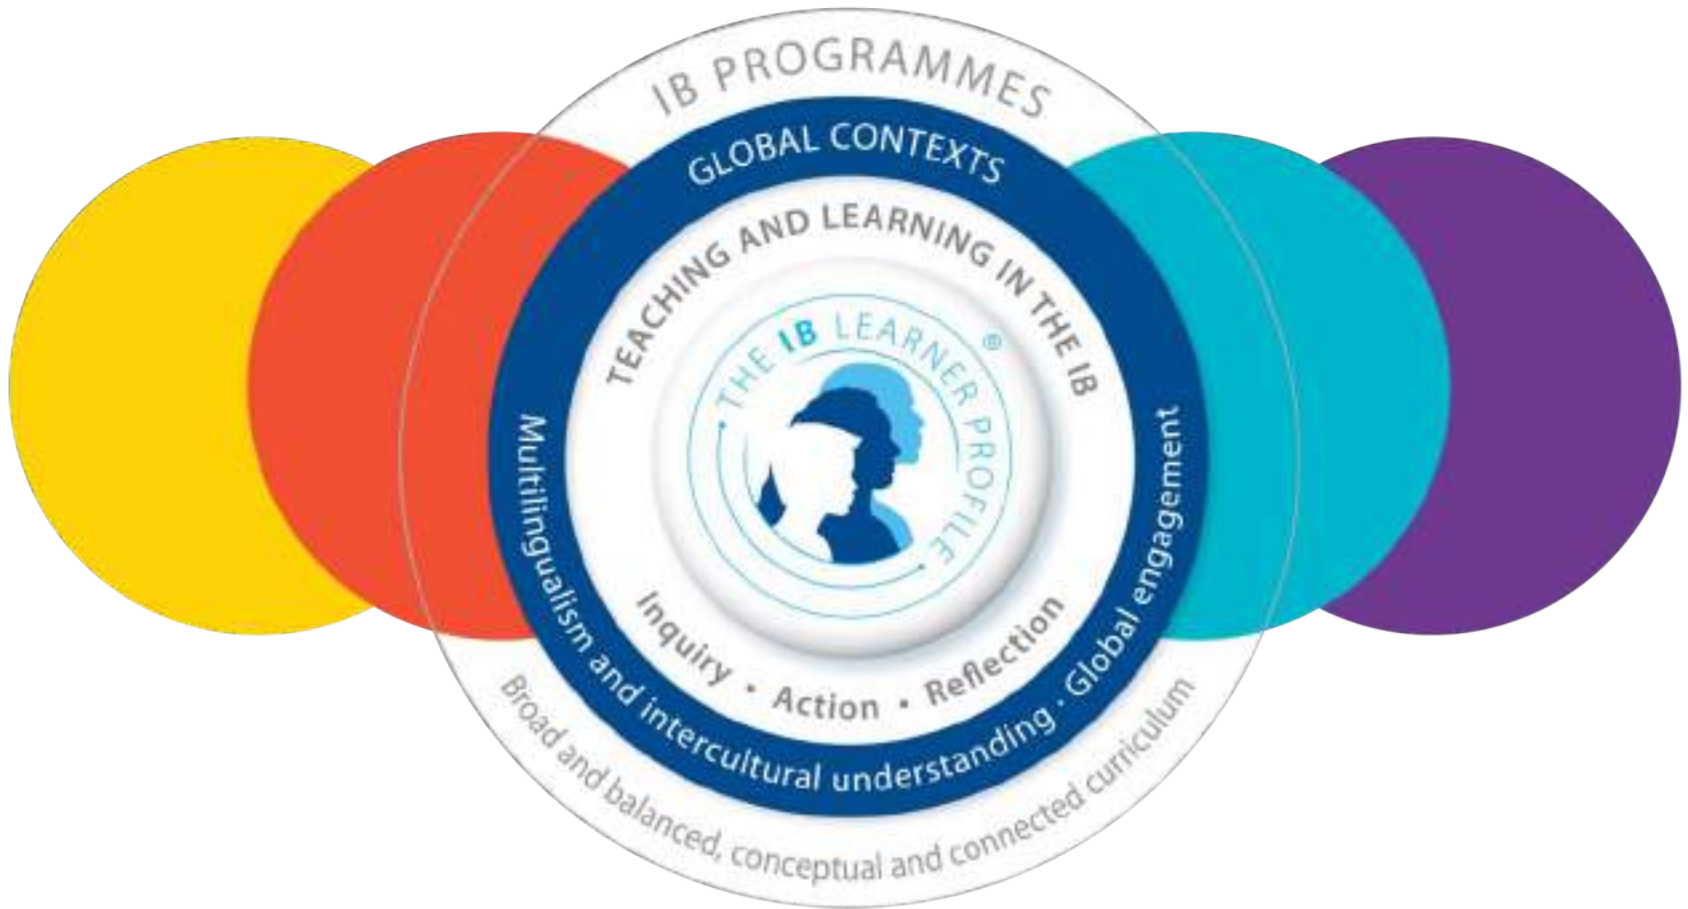 IB PROGRAMMES
GLOBAL CONTEXTS
TEACHING AND LEARNING IN THE IB
THE IB LEARNER PROFILE ®
Inquiry • Action • Reflection
Multilingualism and intercultural understanding · Global engagement
Broad and balanced, conceptual and connected curriculum